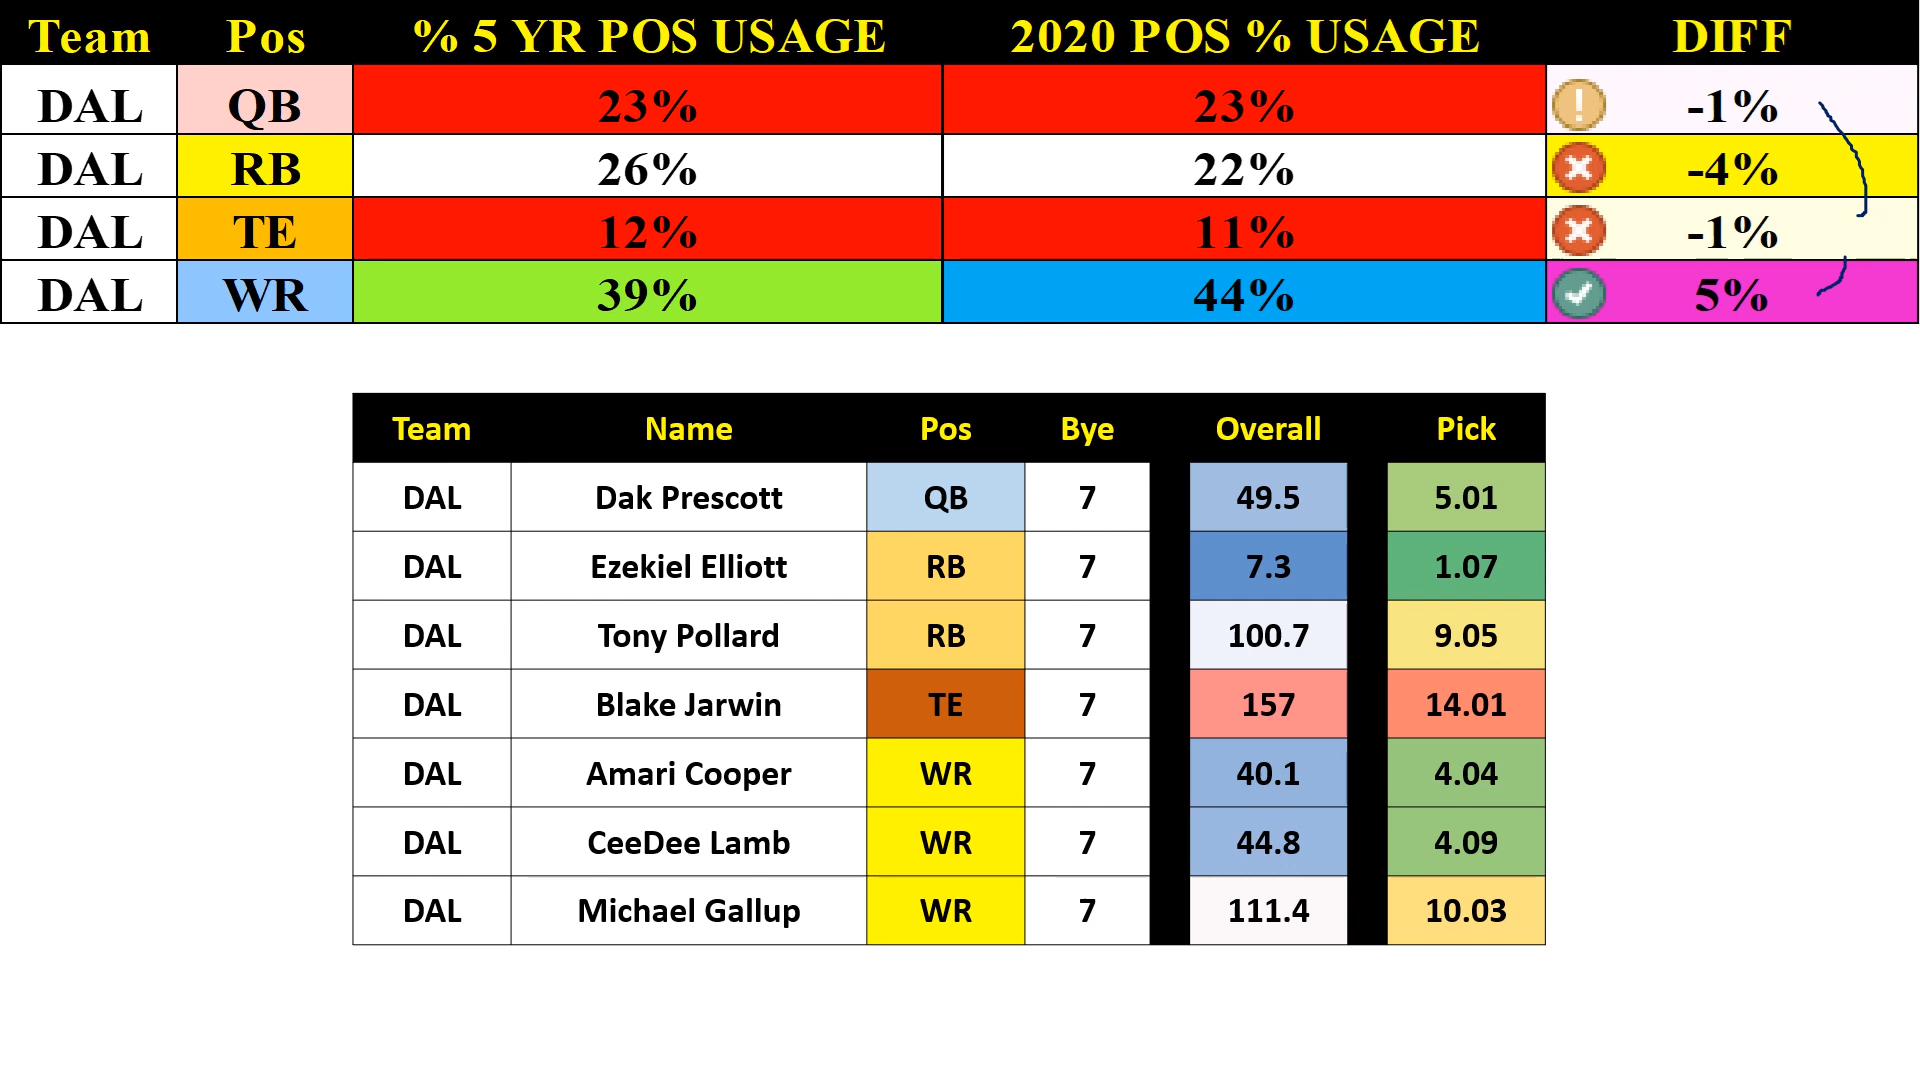 Team Pos % 5 YR POS USAGE 2020 POS % USAGE DIFF
DAL QB 23% 23% -1%
DAL RB 26% 22% -4%
DAL TE 12% 11% -1%
DAL WR 39% 44% 5%
Team Name Pos Bye Overall Pick
DAL Dak Prescott QB 7 49.5 5.01
DAL Ezekiel Elliott RB 7 7.3 1.07
DAL Tony Pollard RB 7 100.7 9.05
DAL Blake Jarwin TE 7 157 14.01
DAL Amari Cooper WR 7 40.1 4.04
DAL CeeDee Lamb WR 7 44.8 4.09
DAL Michael Gallup WR 7 111.4 10.03